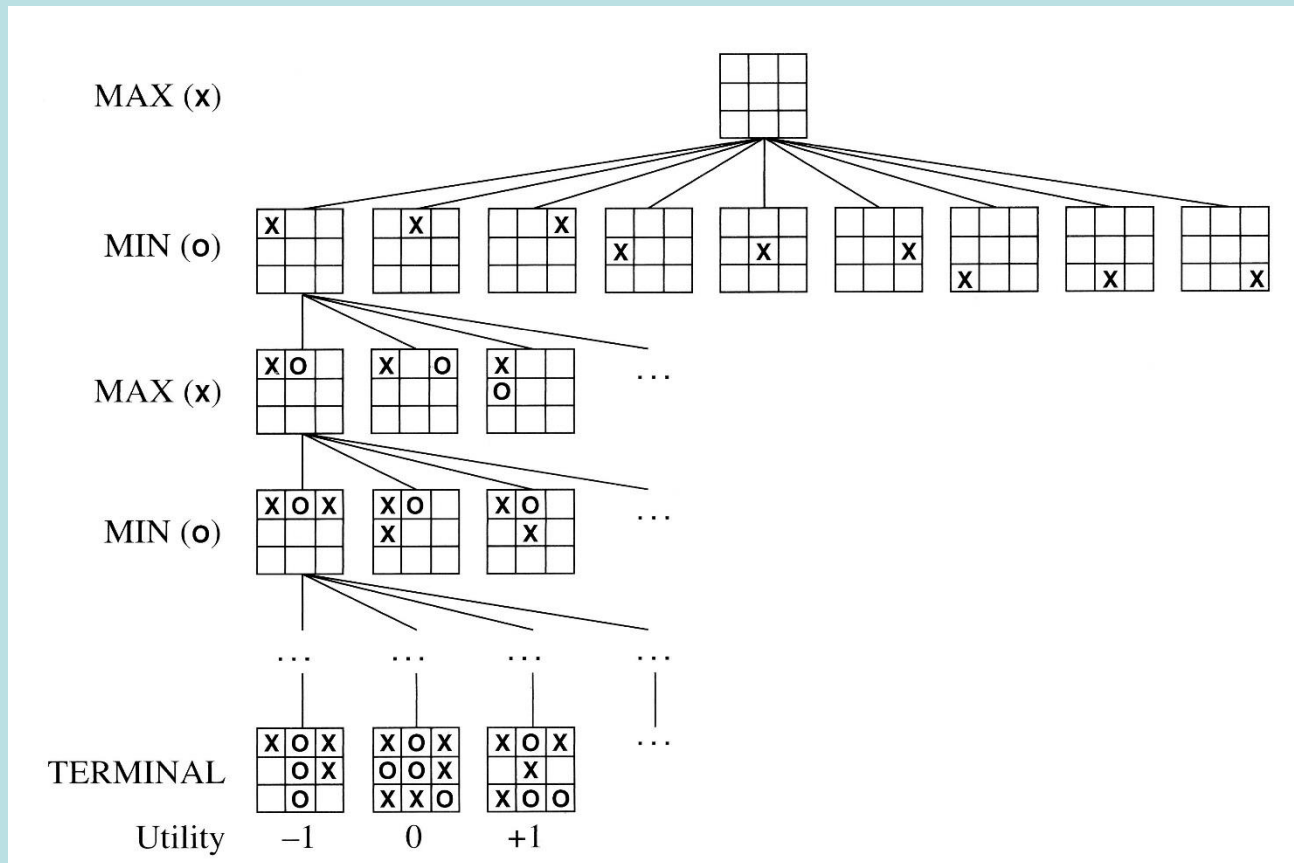 MAX (X)
MIN (O)
X X X X X X X X X
MAX (X)
X O X O X
O
...
MIN (O)
X O X X O X O
X X
...
... ... ... ...
TERMINAL
X O X X O X X O X
O X O O X X
O X X O X O O
...
Utility –1 0 +1